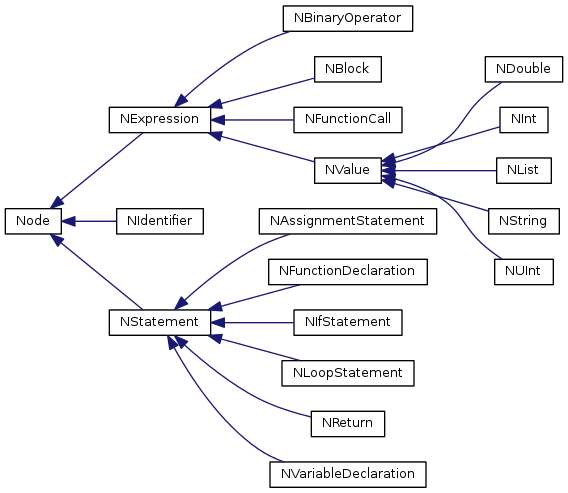 NBinaryOperator
NBlock
NDouble
NExpression
NFunctionCall
NInt
NValue
NList
Node
NIdentifier
NAssignmentStatement
NString
NFunctionDeclaration
NUInt
NStatement
NIfStatement
NLoopStatement
NReturn
NVariableDeclaration